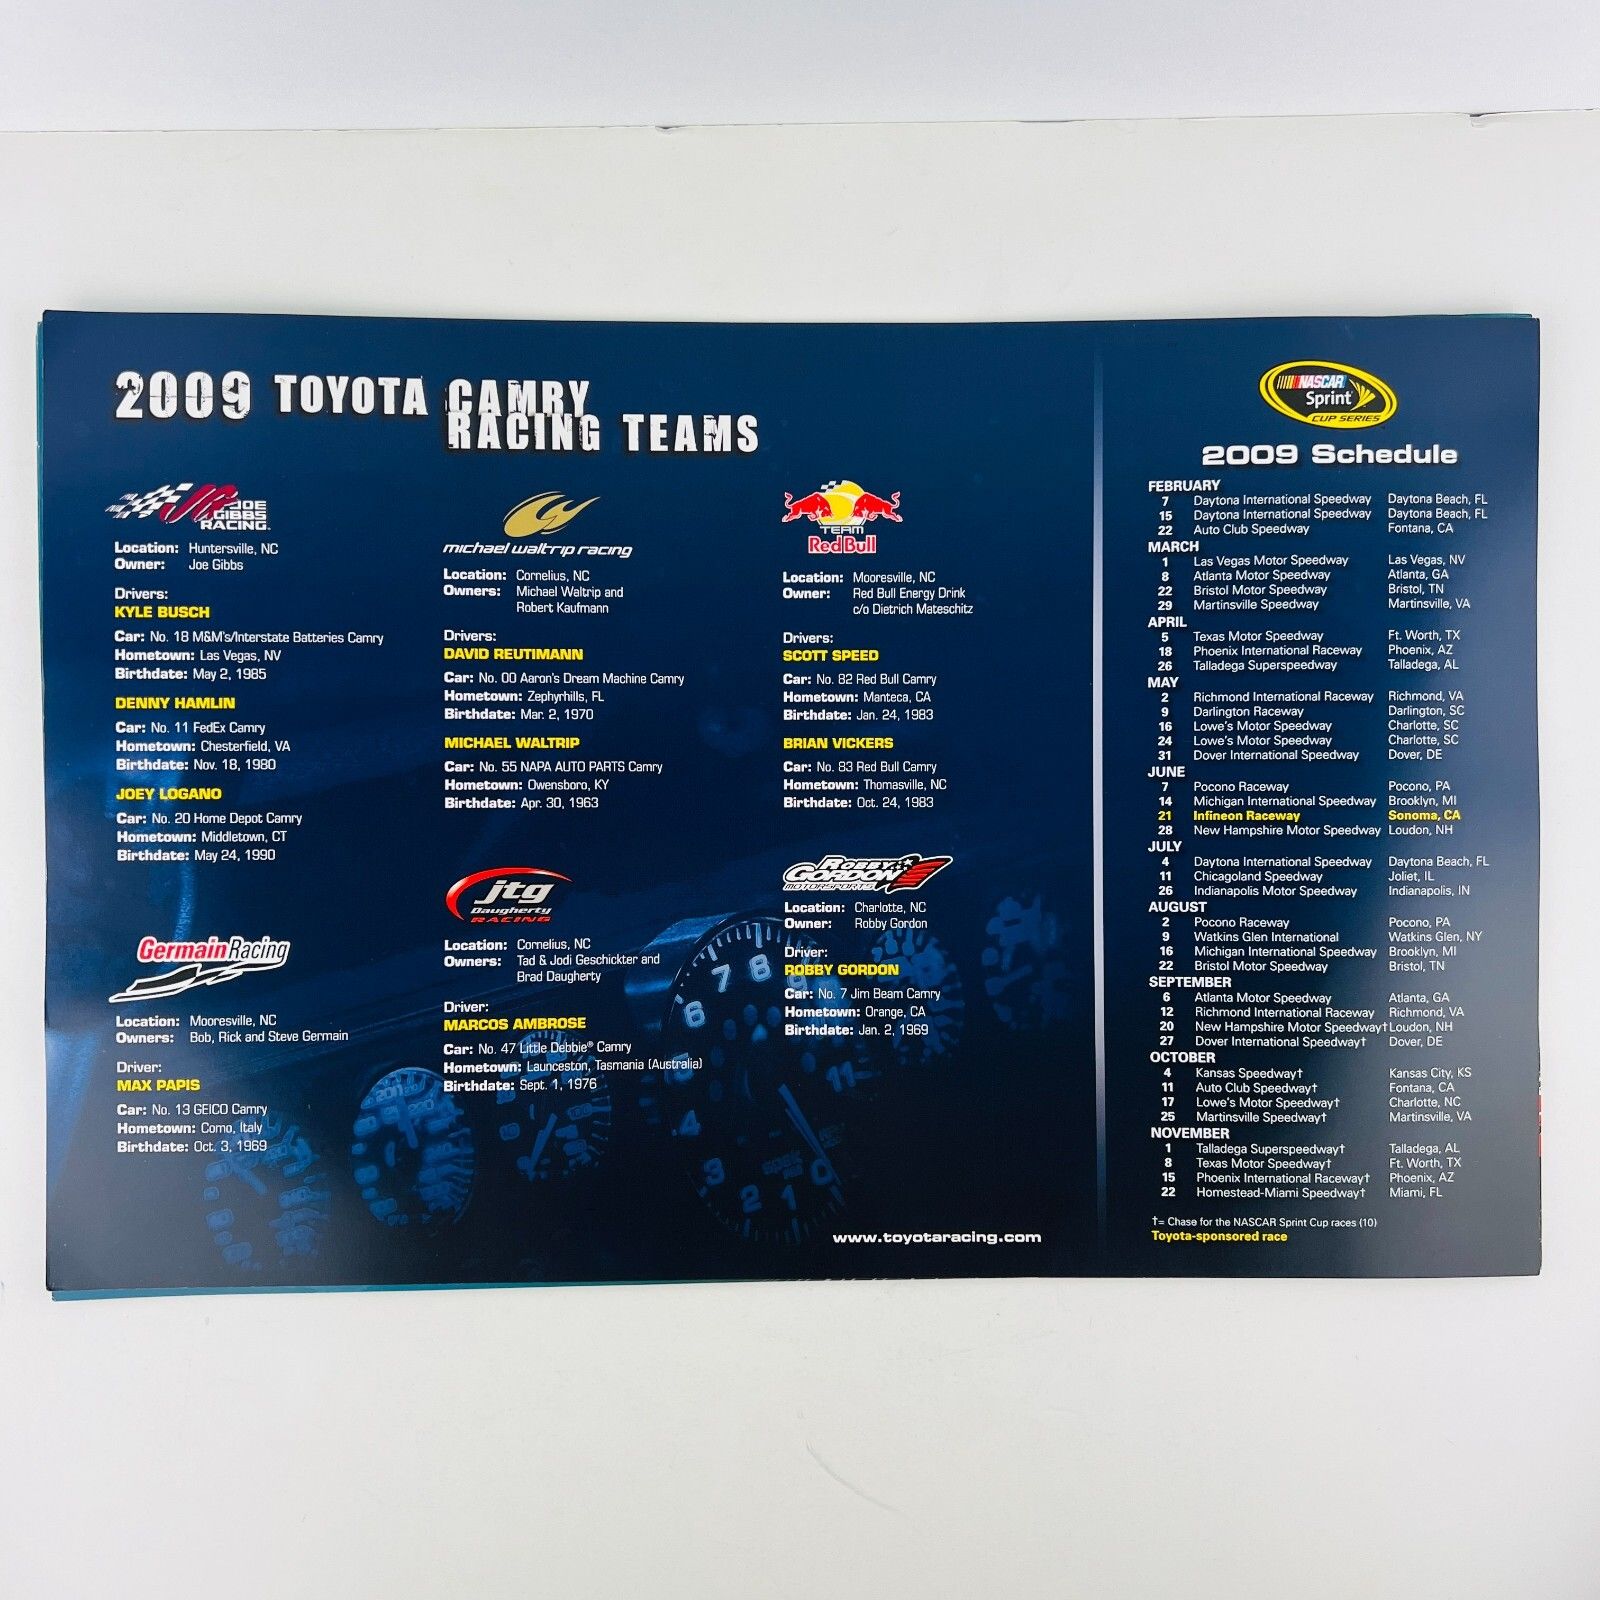 2009 TOYOTA CAMRY
RACING TEAMS
JOE
GIBBS
RACING.
Location: Huntersville, NC
Owner: Joe Gibbs
Drivers:
KYLE BUSCH
Car: No. 18 M&M's/Interstate Batteries Camry
Hometown: Las Vegas, NV
Birthdate: May 2, 1985
DENNY HAMLIN
Car: No. 11 FedEx Camry
Hometown: Chesterfield, VA
Birthdate: Nov. 18, 1980
JOEY LOGANO
Car: No. 20 Home Depot Camry
Hometown: Middletown, CT
Birthdate: May 24, 1990
GermainRacing
Location: Mooresville, NC
Owners: Bob, Rick and Steve Germain
Driver:
MAX PAPIS
Car: No. 13 GEICO Camry
Hometown: Como, Italy
Birthdate: Oct. 3, 1969
michael waltrip racing
Location: Cornelius, NC
Owners: Michael Waltrip and
Robert Kaufmann
Drivers:
DAVID REUTIMANN
Car: No. 00 Aaron's Dream Machine Camry
Hometown: Zephyrhills, FL
Birthdate: Mar. 2, 1970
MICHAEL WALTRIP
Car: No. 55 NAPA AUTO PARTS Camry
Hometown: Owensboro, KY
Birthdate: Apr. 30, 1963
jtg
Daugherty
RACING
Location: Cornelius, NC
Owners: Tad & Jodi Geschickter and
Brad Daugherty
Driver:
MARCOS AMBROSE
Car: No. 47 Little Debbie® Camry
Hometown: Launceston, Tasmania (Australia)
Birthdate: Sept. 1, 1976
TEAM
Red Bull
Location: Mooresville, NC
Owner: Red Bull Energy Drink
c/o Dietrich Mateschitz
Drivers:
SCOTT SPEED
Car: No. 82 Red Bull Camry
Hometown: Manteca, CA
Birthdate: Jan. 24, 1983
BRIAN VICKERS
Car: No. 83 Red Bull Camry
Hometown: Thomasville, NC
Birthdate: Oct. 24, 1983
ROBBY
GORDON
MOTORSPORTS
Location: Charlotte, NC
Owner: Robby Gordon
Driver:
ROBBY GORDON
Car: No. 7 Jim Beam Camry
Hometown: Orange, CA
Birthdate: Jan. 2, 1969
www.toyotaracing.com
NASCAR
Sprint
CUP SERIES
2009 Schedule
FEBRUARY
7 Daytona International Speedway Daytona Beach, FL
15 Daytona International Speedway Daytona Beach, FL
22 Auto Club Speedway Fontana, CA
MARCH
1 Las Vegas Motor Speedway Las Vegas, NV
8 Atlanta Motor Speedway Atlanta, GA
22 Bristol Motor Speedway Bristol, TN
29 Martinsville Speedway Martinsville, VA
APRIL
5 Texas Motor Speedway Ft. Worth, TX
18 Phoenix International Raceway Phoenix, AZ
26 Talladega Superspeedway Talladega, AL
MAY
2 Richmond International Raceway Richmond, VA
9 Darlington Raceway Darlington, SC
16 Lowe's Motor Speedway Charlotte, SC
24 Lowe's Motor Speedway Charlotte, SC
31 Dover International Speedway Dover, DE
JUNE
7 Pocono Raceway Pocono, PA
14 Michigan International Speedway Brooklyn, MI
21 Infineon Raceway Sonoma, CA
28 New Hampshire Motor Speedway Loudon, NH
JULY
4 Daytona International Speedway Daytona Beach, FL
11 Chicagoland Speedway Joliet, IL
26 Indianapolis Motor Speedway Indianapolis, IN
AUGUST
2 Pocono Raceway Pocono, PA
9 Watkins Glen International Watkins Glen, NY
16 Michigan International Speedway Brooklyn, MI
22 Bristol Motor Speedway Bristol, TN
SEPTEMBER
6 Atlanta Motor Speedway Atlanta, GA
12 Richmond International Raceway Richmond, VA
20 New Hampshire Motor Speedway† Loudon, NH
27 Dover International Speedway† Dover, DE
OCTOBER
4 Kansas Speedway† Kansas City, KS
11 Auto Club Speedway† Fontana, CA
17 Lowe's Motor Speedway† Charlotte, NC
25 Martinsville Speedway† Martinsville, VA
NOVEMBER
1 Talladega Superspeedway† Talladega, AL
8 Texas Motor Speedway† Ft. Worth, TX
15 Phoenix International Raceway† Phoenix, AZ
22 Homestead-Miami Speedway† Miami, FL
†= Chase for the NASCAR Sprint Cup races (10)
Toyota-sponsored race